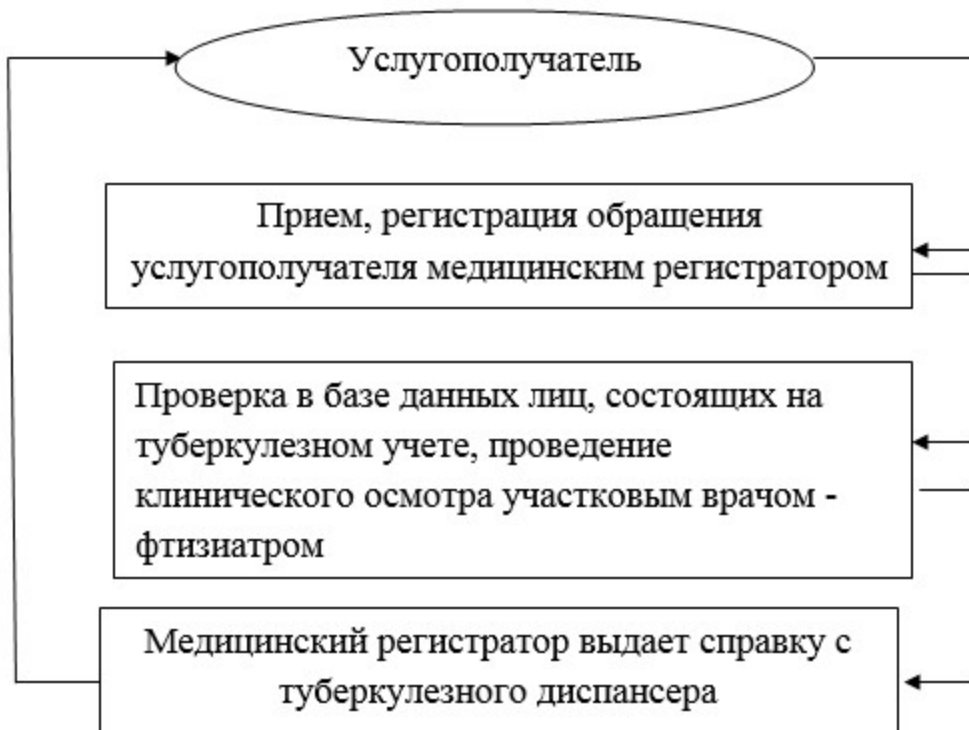 Услугополучатель
Прием, регистрация обращения
услугополучателя медицинским регистратором
Проверка в базе данных лиц, состоящих на
туберкулезном учете, проведение
клинического осмотра участковым врачом -
фтизиатром
Медицинский регистратор выдает справку с
туберкулезного диспансера